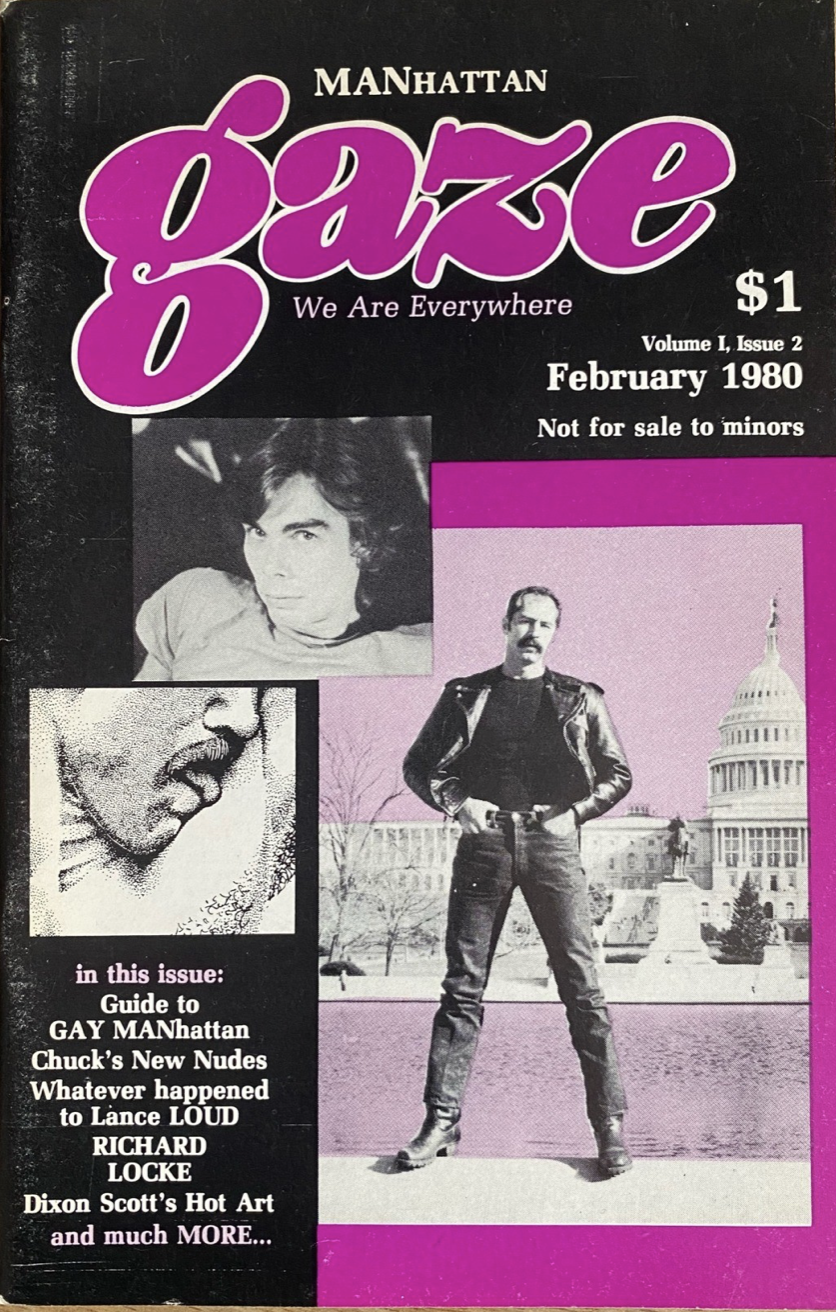 MANHATTAN
gaze
We Are Everywhere
$1
Volume I, Issue 2
February 1980
Not for sale to minors
in this issue:
Guide to
GAY MANhattan
Chuck's New Nudes
Whatever happened
to Lance LOUD
RICHARD
LOCKE
Dixon Scott's Hot Art
and much MORE...